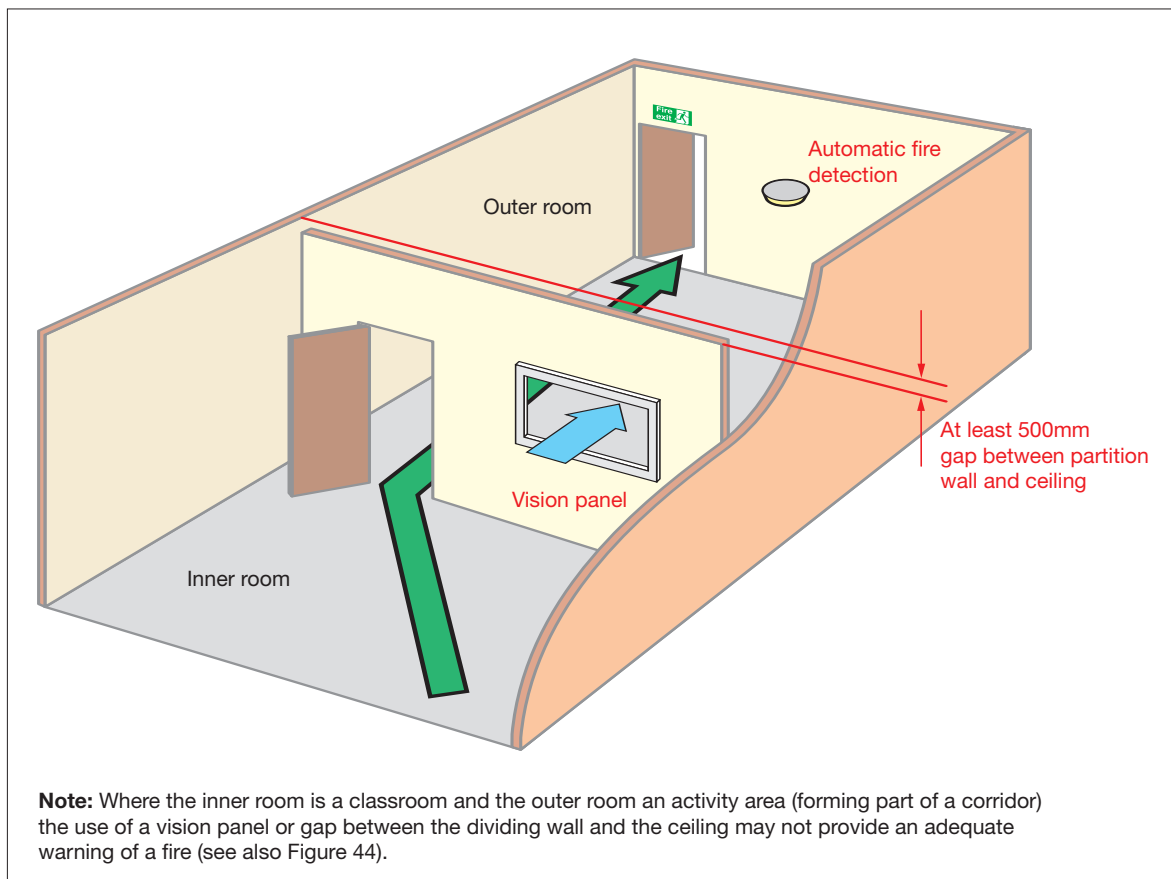 Fire
exit
Automatic fire
detection
Outer room
At least 500mm
gap between partition
wall and ceiling
Vision panel
Inner room
Note: Where the inner room is a classroom and the outer room an activity area (forming part of a corridor)
the use of a vision panel or gap between the dividing wall and the ceiling may not provide an adequate
warning of a fire (see also Figure 44).